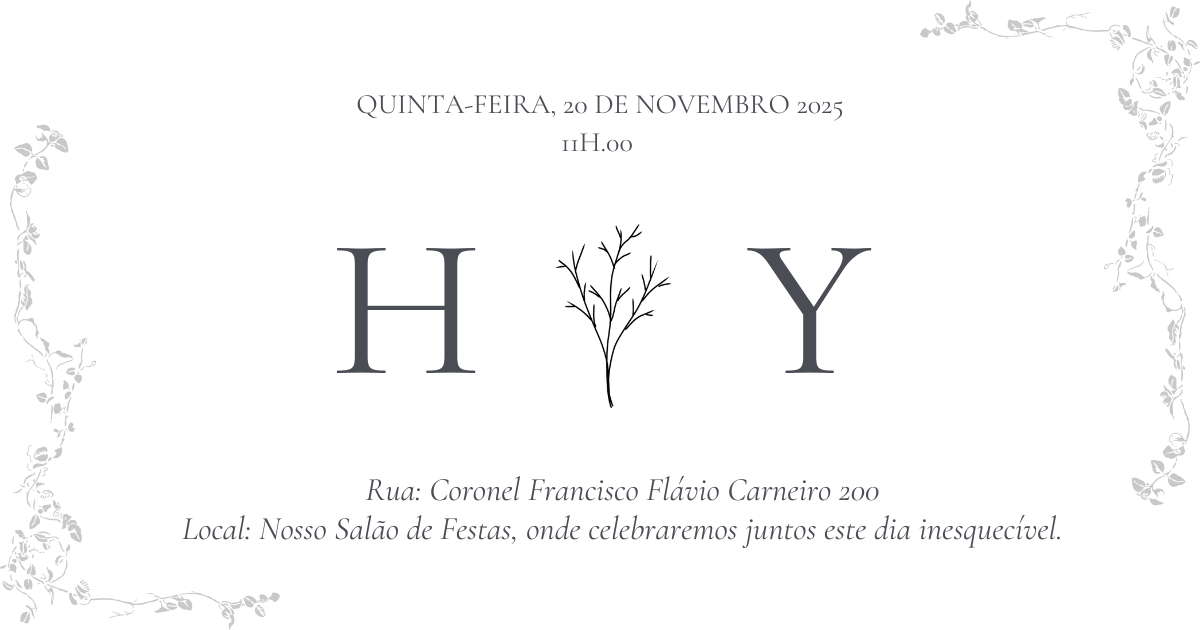 QUINTA-FEIRA, 20 DE NOVEMBRO 2025
11H.00
H Y
Rua: Coronel Francisco Flávio Carneiro 200
Local: Nosso Salão de Festas, onde celebraremos juntos este dia inesquecível.